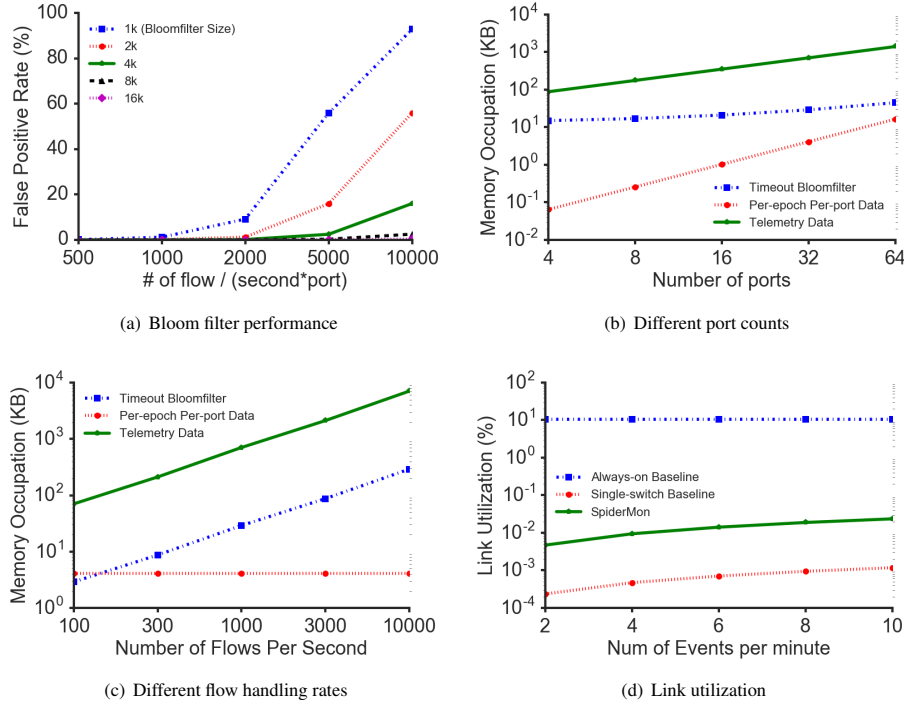 100
80
60
40
20
0
False Positive Rate (%)
1k (Bloomfilter Size)
2k
4k
8k
16k
500 1000 2000 5000 10000
# of flow / (second*port)
(a) Bloom filter performance
10^4
10^3
10^2
10^1
10^0
10^-1
10^-2
Memory Occupation (KB)
Timeout Bloomfilter
Per-epoch Per-port Data
Telemetry Data
4 8 16 32 64
Number of ports
(b) Different port counts
10^4
10^3
10^2
10^1
10^0
Memory Occupation (KB)
Timeout Bloomfilter
Per-epoch Per-port Data
Telemetry Data
100 300 1000 3000 10000
Number of Flows Per Second
(c) Different flow handling rates
10^2
10^1
10^0
10^-1
10^-2
10^-3
10^-4
Link Utilization (%)
Always-on Baseline
Single-switch Baseline
SpiderMon
2 4 6 8 10
Num of Events per minute
(d) Link utilization